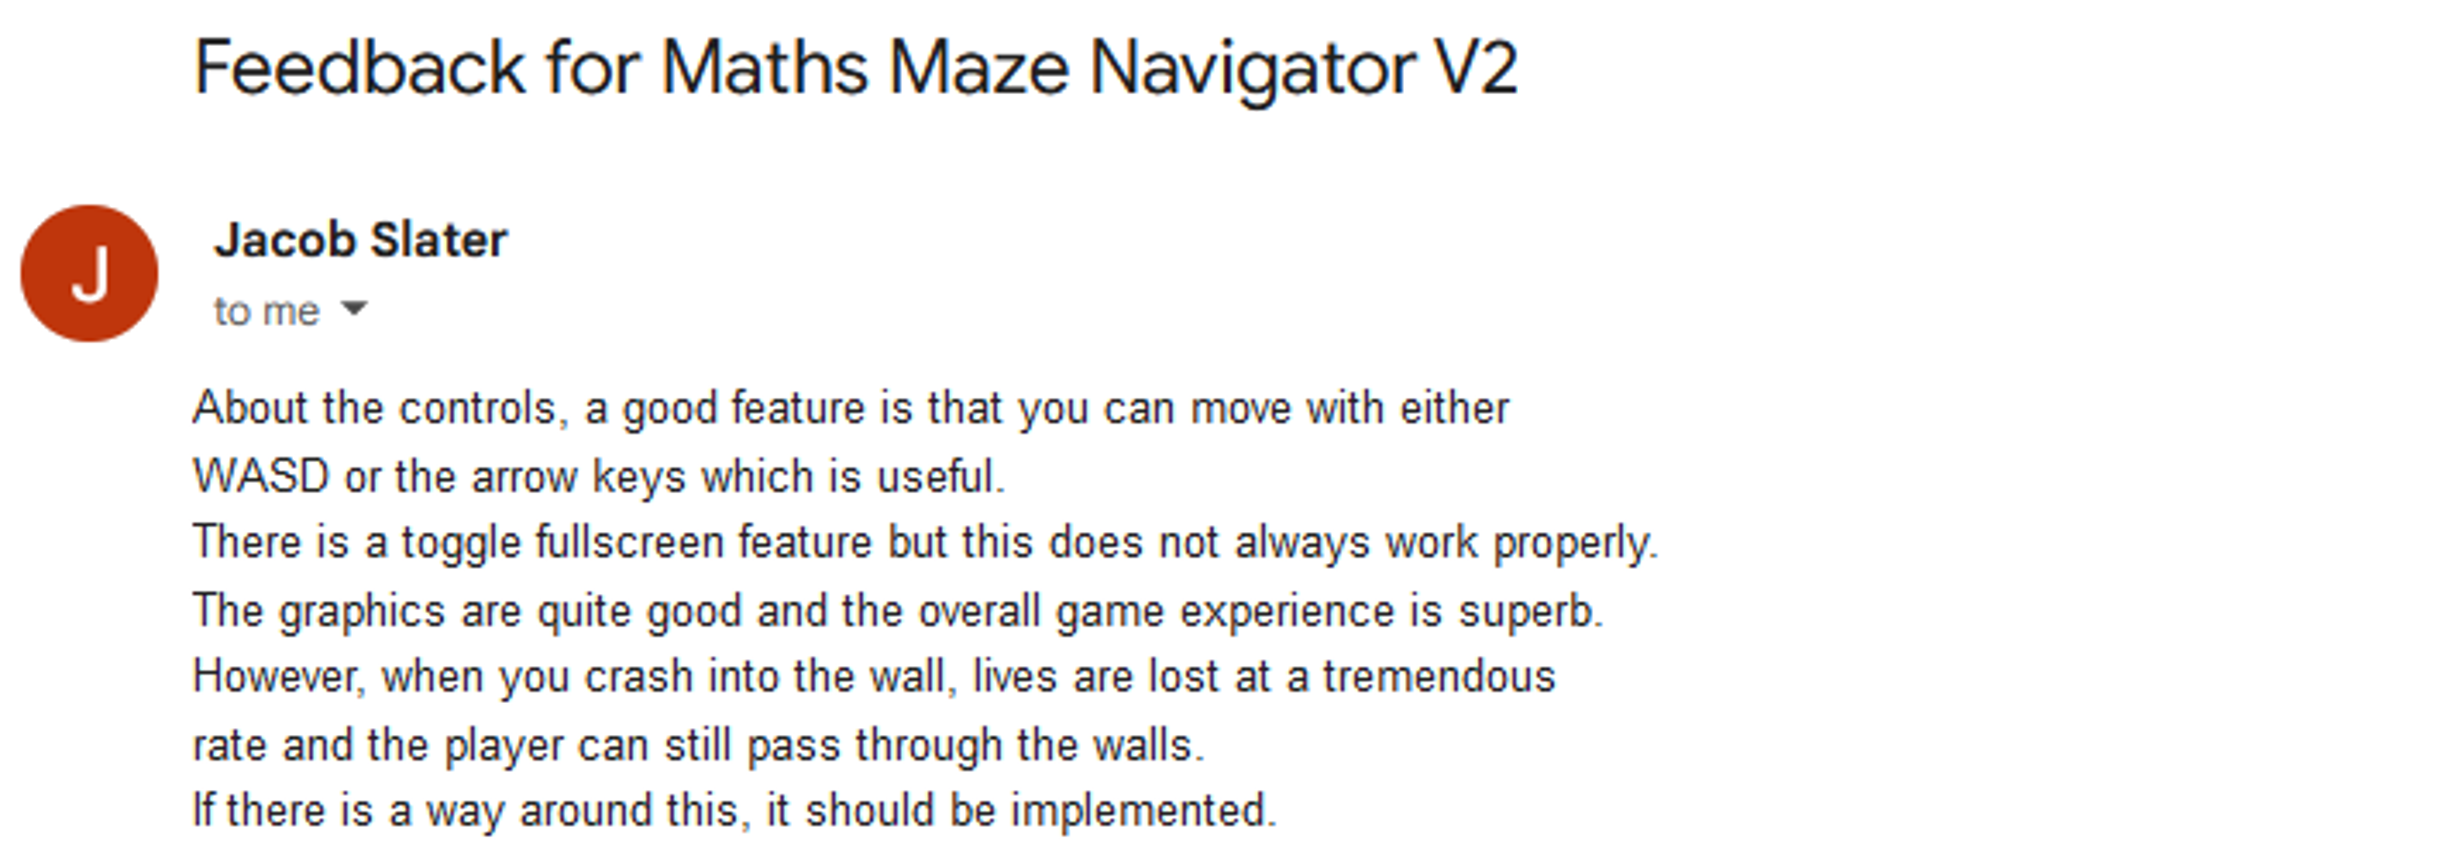 Feedback for Maths Maze Navigator V2
J
Jacob Slater
to me
About the controls, a good feature is that you can move with either
WASD or the arrow keys which is useful.
There is a toggle fullscreen feature but this does not always work properly.
The graphics are quite good and the overall game experience is superb.
However, when you crash into the wall, lives are lost at a tremendous
rate and the player can still pass through the walls.
If there is a way around this, it should be implemented.